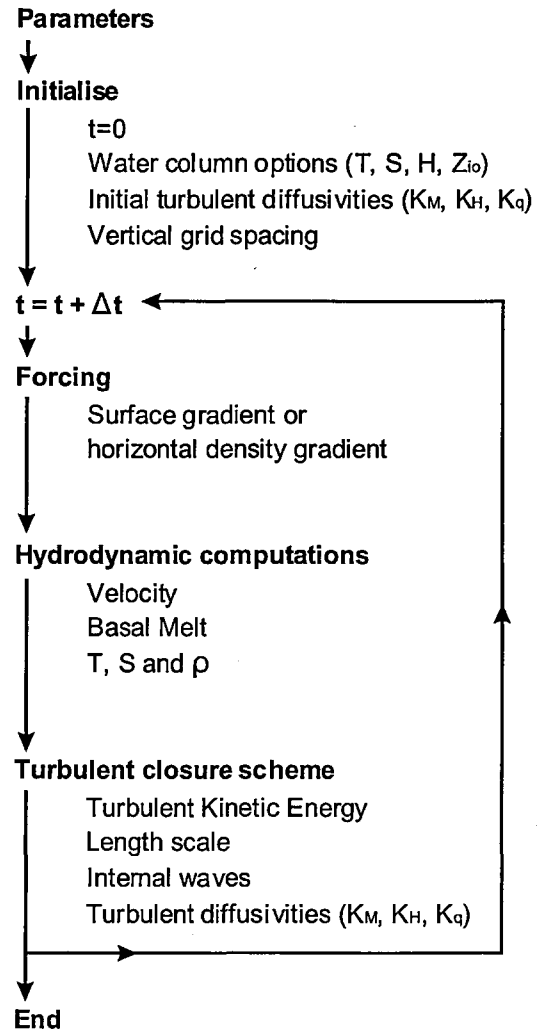 Parameters
Initialise
t=0
Water column options (T, S, H, Zio)
Initial turbulent diffusivities (KM, KH, Kq)
Vertical grid spacing
t = t + Δt
Forcing
Surface gradient or
horizontal density gradient
Hydrodynamic computations
Velocity
Basal Melt
T, S and ρ
Turbulent closure scheme
Turbulent Kinetic Energy
Length scale
Internal waves
Turbulent diffusivities (KM, KH, Kq)
End